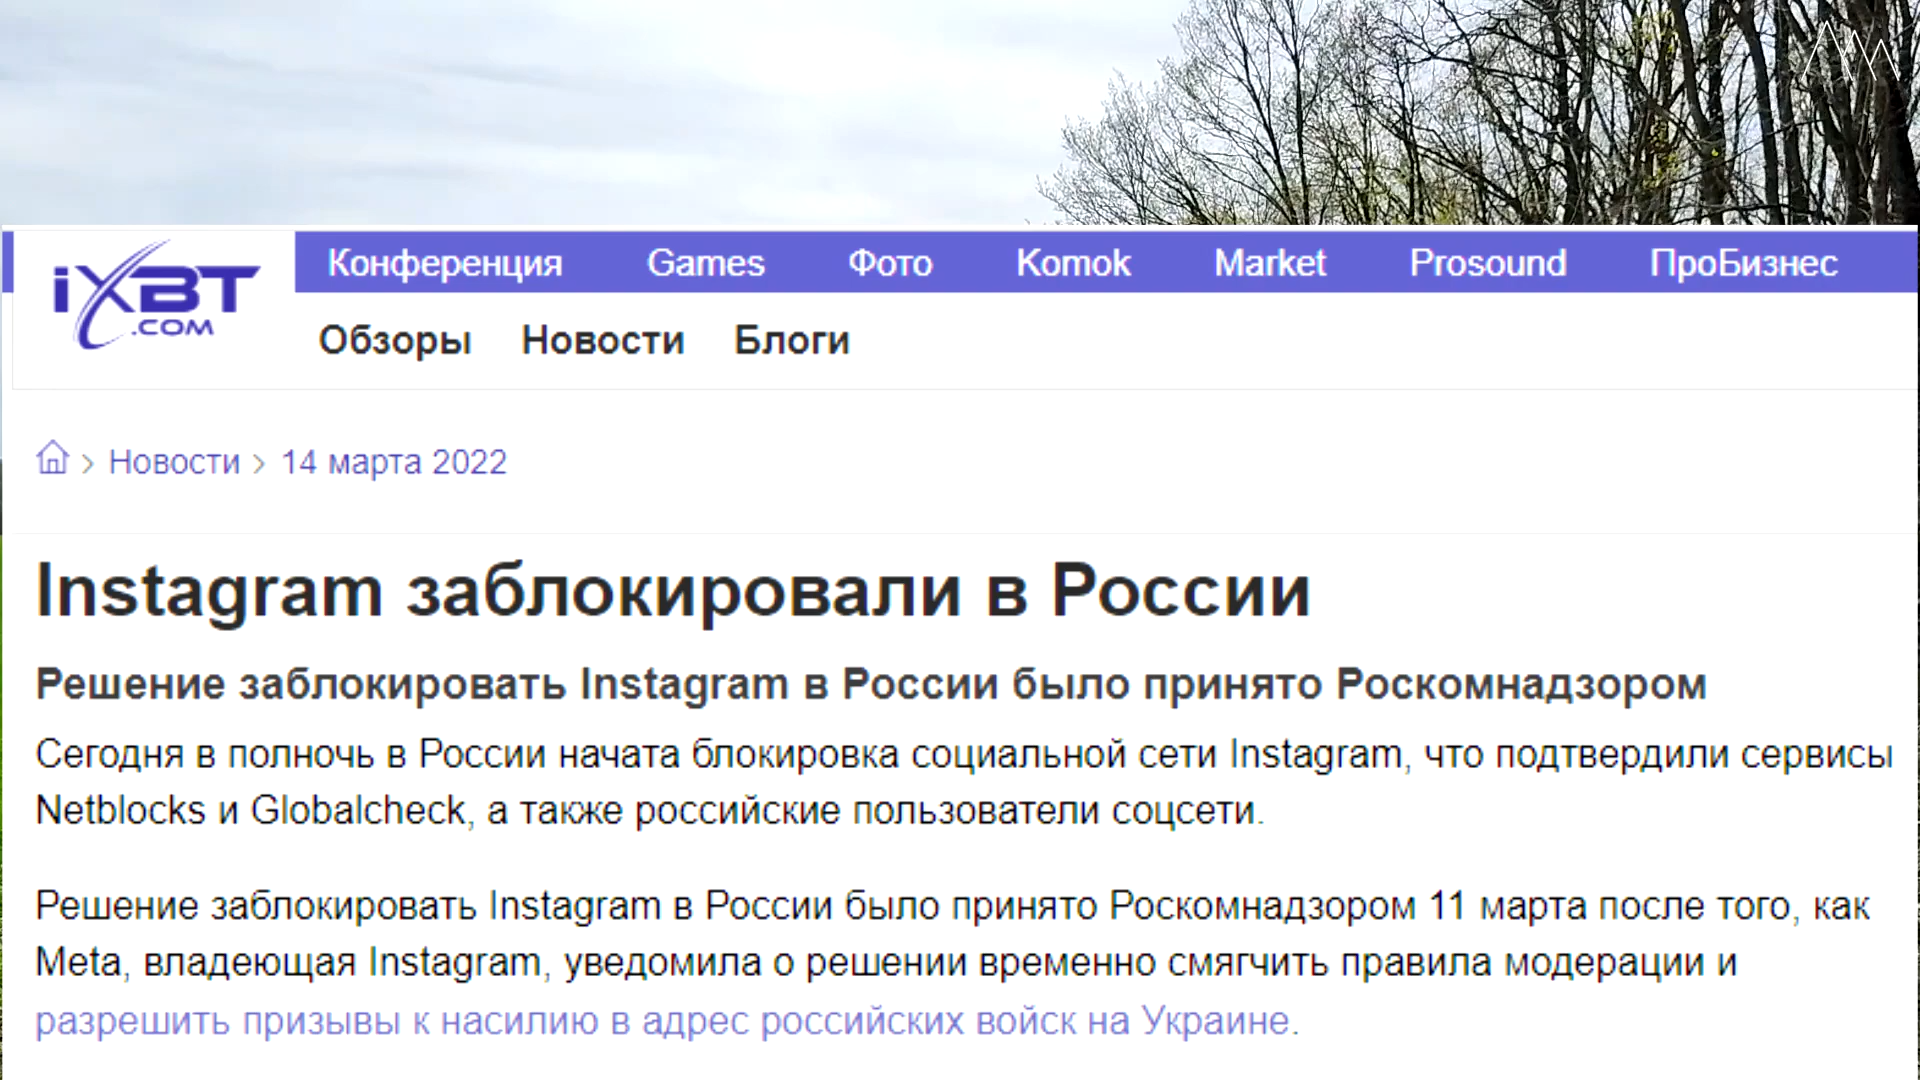 iXBT
.COM
Конференция Games Фото Komok Market Prosound ПроБизнес
Обзоры Новости Блоги
Новости > 14 марта 2022
Instagram заблокировали в России
Решение заблокировать Instagram в России было принято Роскомнадзором
Сегодня в полночь в России начата блокировка социальной сети Instagram, что подтвердили сервисы
Netblocks и Globalcheck, а также российские пользователи соцсети.
Решение заблокировать Instagram в России было принято Роскомнадзором 11 марта после того, как
Meta, владеющая Instagram, уведомила о решении временно смягчить правила модерации и
разрешить призывы к насилию в адрес российских войск на Украине.